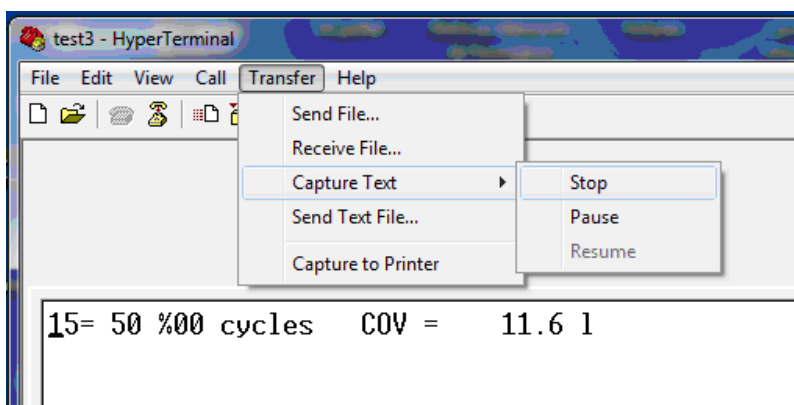 test3 - HyperTerminal
File Edit View Call Transfer Help
Send File...
Receive File...
Capture Text
Send Text File...
Capture to Printer
Stop
Pause
Resume
15= 50 %00 cycles COV = 11.6 l